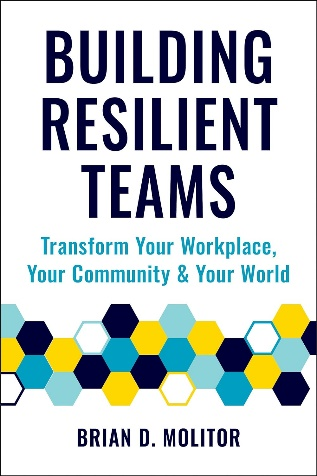 BUILDING
RESILIENT
TEAMS
Transform Your Workplace,
Your Community & Your World
BRIAN D. MOLITOR